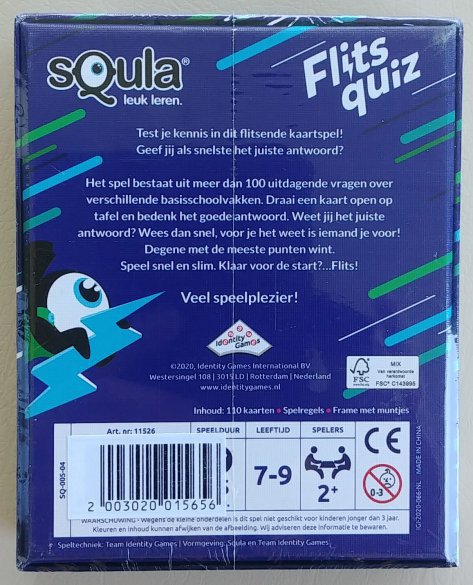 sQula®
leuk leren.
Flits
quiz
Test je kennis in dit flitsende kaartspel!
Geef jij als snelste het juiste antwoord?
Het spel bestaat uit meer dan 100 uitdagende vragen over
verschillende basisschoolvakken. Draai een kaart open op
tafel en bedenk het goede antwoord. Weet jij het juiste
antwoord? Wees dan snel, voor je het weet is iemand je voor!
Degene met de meeste punten wint.
Speel snel en slim. Klaar voor de start?...Flits!
Veel speelplezier!
Identity
Games
©2020, Identity Games International BV
Westersingel 108 | 3015 LD | Rotterdam | Nederland
www.identitygames.nl
FSC
MIX
Van verantwoorde
herkomst
FSC® C143995
Inhoud: 110 kaarten • Spelregels • Frame met muntjes
Art. nr: 11526
SPEELDUUR
LEEFTIJD
SPELERS
7-9
2+
CE
0-3
SQ-005-04
2 003020 015656
WAARSCHUWING - Wegens de kleine onderdelen is dit spel niet geschikt voor kinderen jonger dan 3 jaar.
Kleuren en inhoud kunnen afwijken van de afbeelding. Wij adviseren deze informatie te bewaren.
Speltechniek: Team Identity Games | Vormgeving: Squla en Team Identity Games
MADE IN CHINA